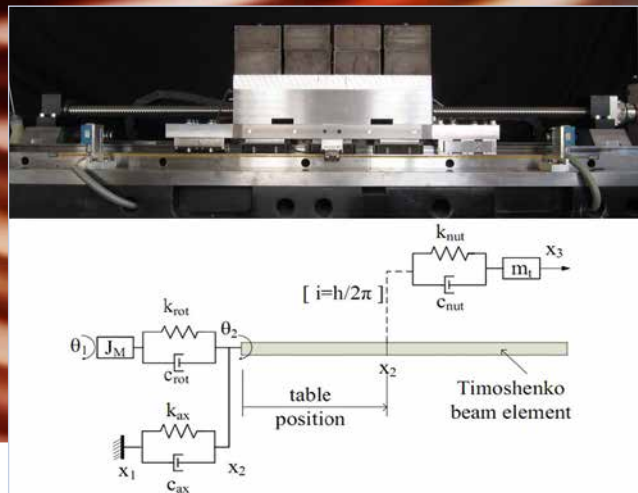 k_nut
x_3
m_t
[ i=h/2π ]
c_nut
k_rot
θ_2
θ_1
J_M
c_rot
x_2
table
position
Timoshenko
beam element
k_ax
x_1
x_2
c_ax